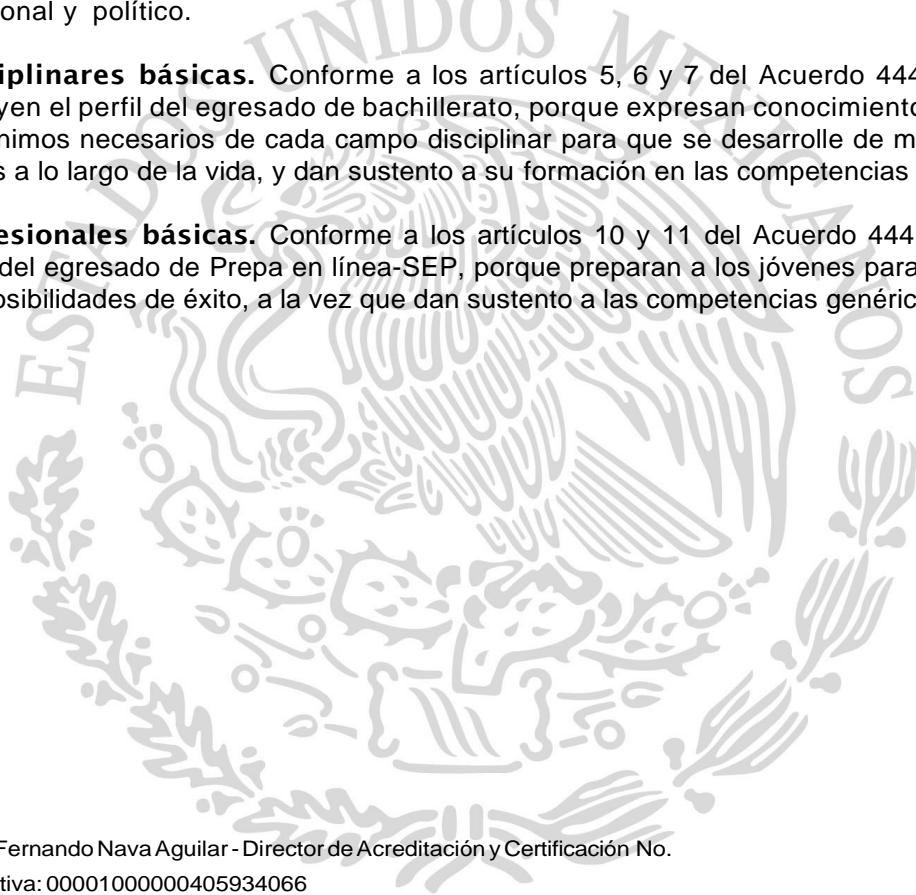 onal y político.
iplinares básicas. Conforme a los artículos 5, 6 y 7 del Acuerdo 444
yen el perfil del egresado de bachillerato, porque expresan conocimiento
nimos necesarios de cada campo disciplinar para que se desarrolle de m
s a lo largo de la vida, y dan sustento a su formación en las competencias
esionales básicas. Conforme a los artículos 10 y 11 del Acuerdo 444
del egresado de Prepa en línea-SEP, porque preparan a los jóvenes para
osibilidades de éxito, a la vez que dan sustento a las competencias genéric
ESTADOS UNIDOS MEXICANOS
Fernando Nava Aguilar - Director de Acreditación y Certificación No.
tiva: 00001000000405934066